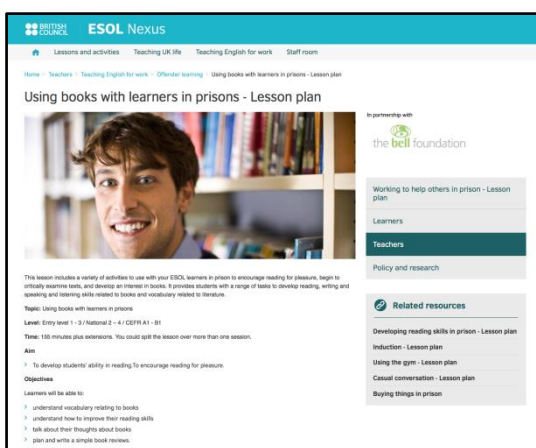 BRITISH
COUNCIL
ESOL Nexus
Lessons and activities Teaching UK life Teaching English for work Staff room
Home > Teachers > Teaching English for work > Offender learning > Using books with learners in prisons - Lesson plan
Using books with learners in prisons - Lesson plan
In partnership with
the bell foundation
Working to help others in prison - Lesson
plan
Learners
Teachers
Policy and research
Related resources
Developing reading skills in prison - Lesson plan
Induction - Lesson plan
Using the gym - Lesson plan
Casual conversation - Lesson plan
Buying things in prison
This lesson includes a variety of activities to use with your ESOL learners in prison to encourage reading for pleasure, begin to
critically examine texts, and develop an interest in books. It provides students with a range of tasks to develop reading, writing and
speaking and listening skills related to books and vocabulary related to literature.
Topic: Using books with learners in prisons
Level: Entry level 1 - 3 / National 2 – 4 / CEFR A1 - B1
Time: 155 minutes plus extensions. You could split the lesson over more than one session.
Aim
> To develop students' ability in reading.To encourage reading for pleasure.
Objectives
Learners will be able to:
> understand vocabulary relating to books
> understand how to improve their reading skills
> talk about their thoughts about books
> plan and write a simple book reviews.